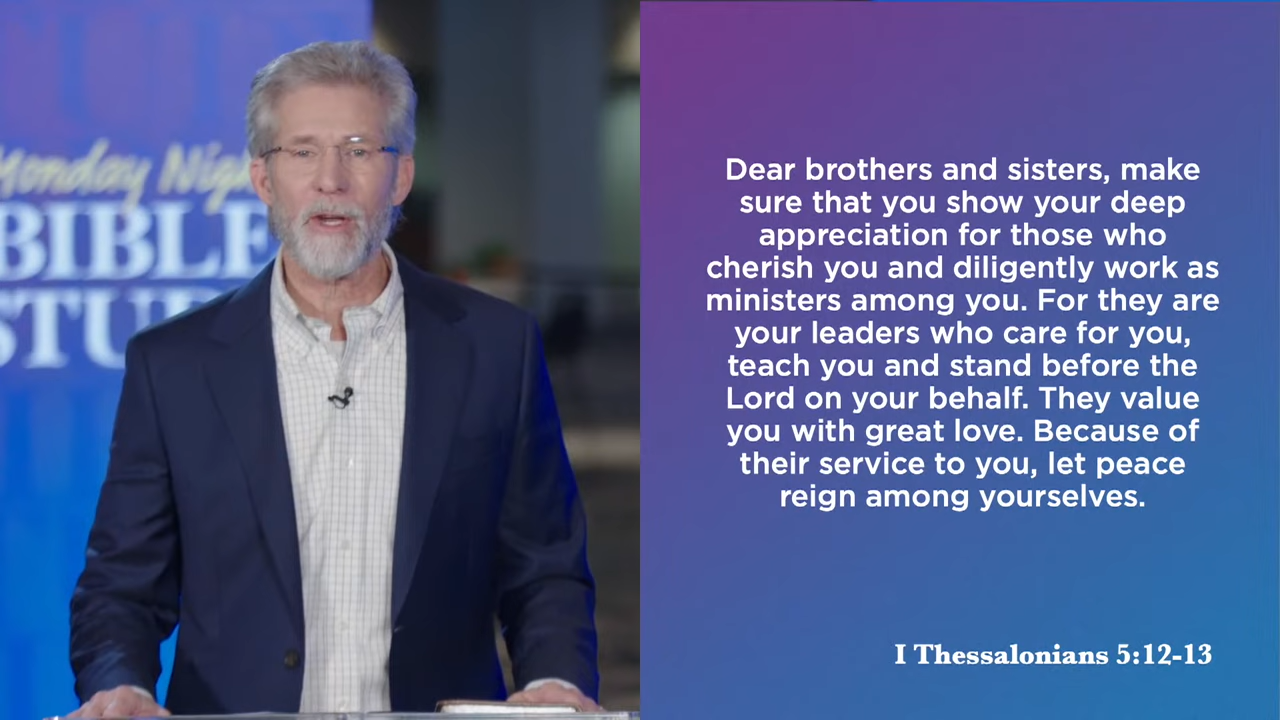 Monday Nig
BIBLE
STU
Dear brothers and sisters, make
sure that you show your deep
appreciation for those who
cherish you and diligently work as
ministers among you. For they are
your leaders who care for you,
teach you and stand before the
Lord on your behalf. They value
you with great love. Because of
their service to you, let peace
reign among yourselves.
I Thessalonians 5:12-13